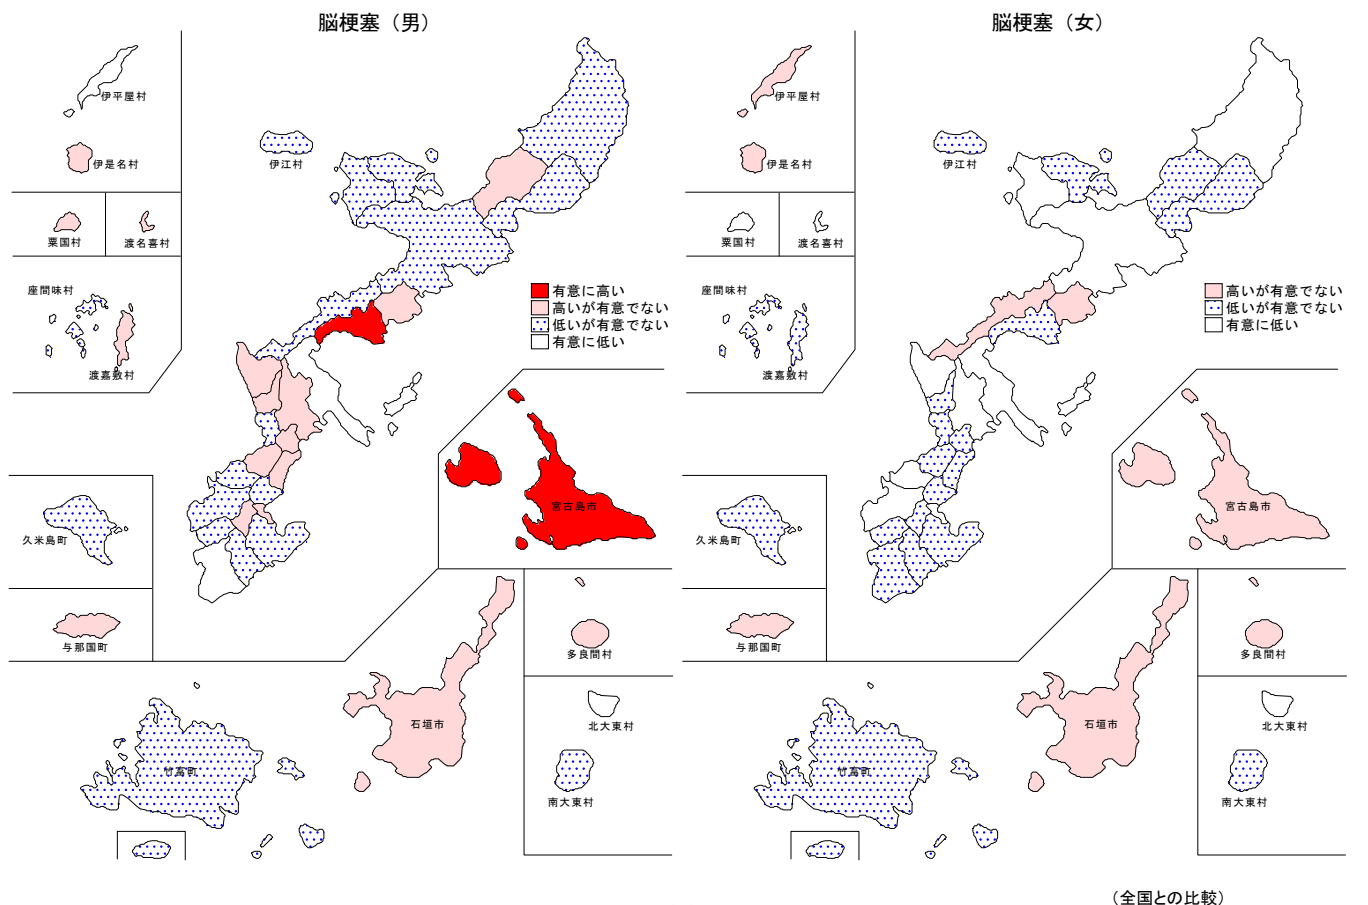 脳梗塞（男）
伊平屋村
伊是名村
伊江村
粟国村
渡名喜村
座間味村
渡嘉敷村
有意に高い
高いが有意でない
低いが有意でない
有意に低い
宮古島市
久米島町
与那国町
多良間村
石垣市
北大東村
竹富町
南大東村
脳梗塞（女）
伊平屋村
伊是名村
伊江村
粟国村
渡名喜村
座間味村
渡嘉敷村
高いが有意でない
低いが有意でない
有意に低い
宮古島市
久米島町
与那国町
多良間村
石垣市
北大東村
竹富町
南大東村
（全国との比較）